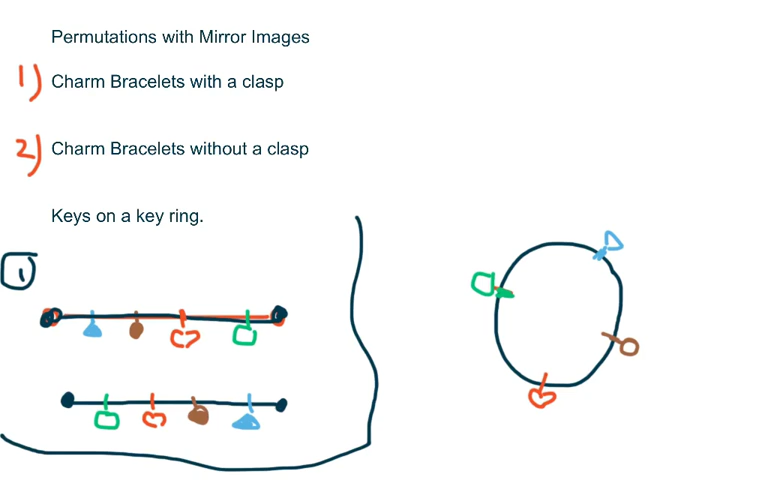 Permutations with Mirror Images
1) Charm Bracelets with a clasp
2) Charm Bracelets without a clasp
Keys on a key ring.
1